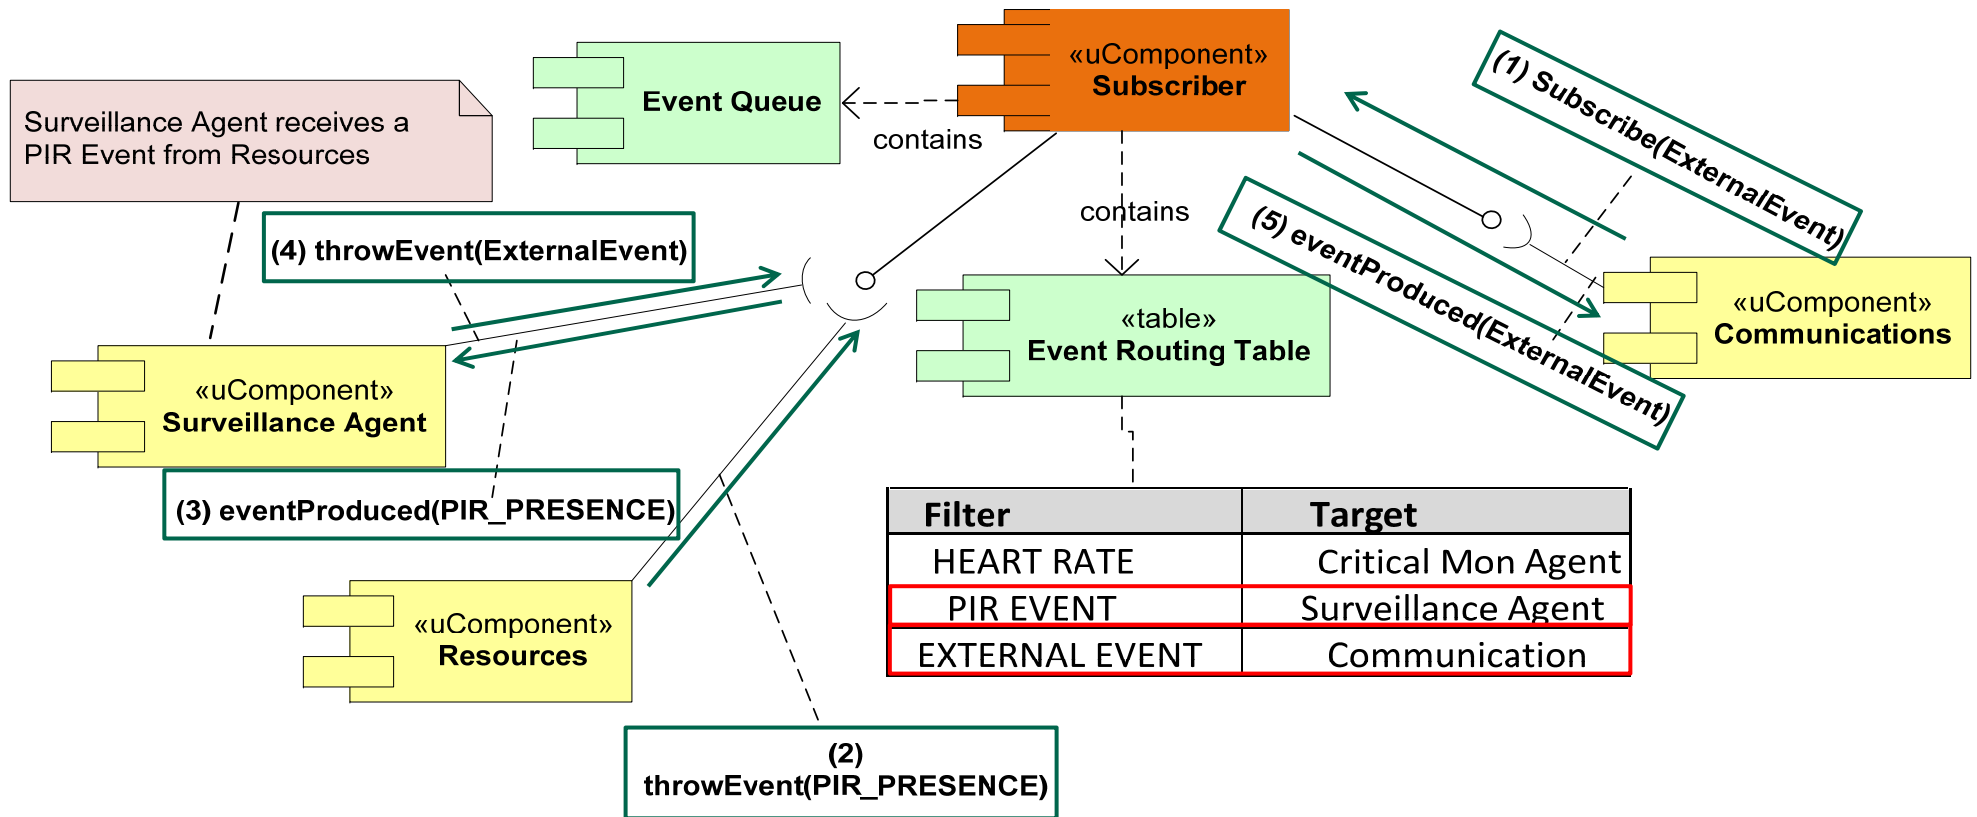 «uComponent»
Subscriber
Event Queue
contains
(1) Subscribe(ExternalEvent)
Surveillance Agent receives a
PIR Event from Resources
contains
(5) eventProduced(ExternalEvent)
(4) throwEvent(ExternalEvent)
«table»
Event Routing Table
«uComponent»
Communications
«uComponent»
Surveillance Agent
(3) eventProduced(PIR_PRESENCE)
Filter Target
HEART RATE Critical Mon Agent
PIR EVENT Surveillance Agent
EXTERNAL EVENT Communication
«uComponent»
Resources
(2)
throwEvent(PIR_PRESENCE)